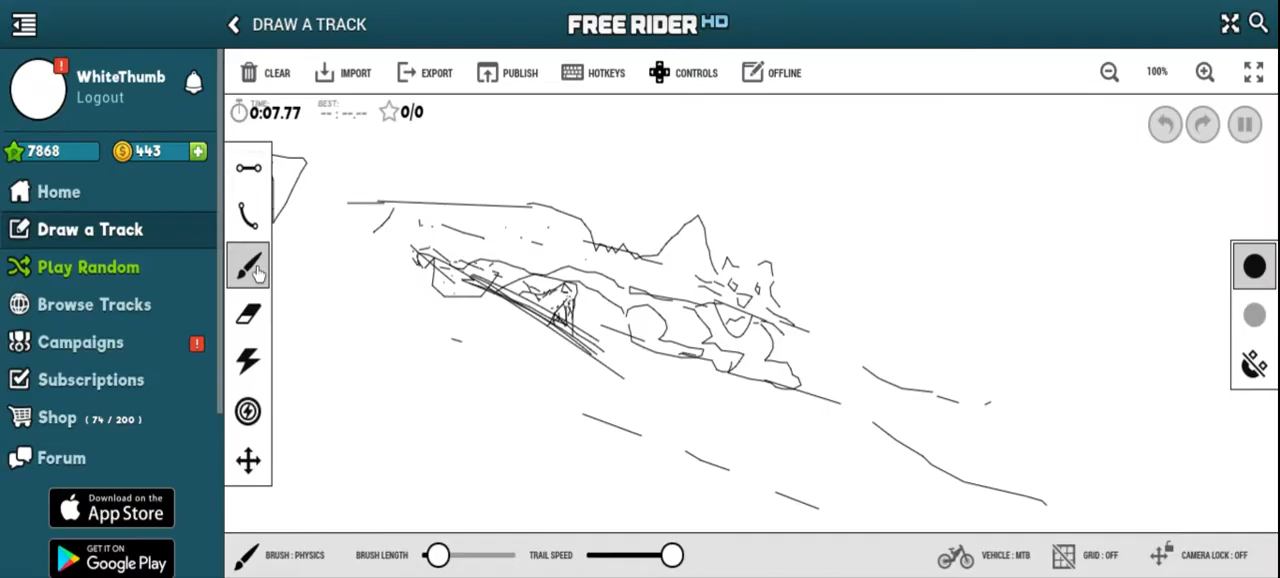 DRAW A TRACK
FREE RIDER HD
WhiteThumb
Logout
7868
443
Home
Draw a Track
Play Random
Browse Tracks
Campaigns
Subscriptions
Shop ( 74 / 200 )
Forum
Download on the
App Store
GET IT ON
Google Play
CLEAR
IMPORT
EXPORT
PUBLISH
HOTKEYS
CONTROLS
OFFLINE
100%
TIME:
0:07.77
BEST:
-- : --.--
0/0
BRUSH : PHYSICS
BRUSH LENGTH
TRAIL SPEED
VEHICLE : MTB
GRID : OFF
CAMERA LOCK : OFF